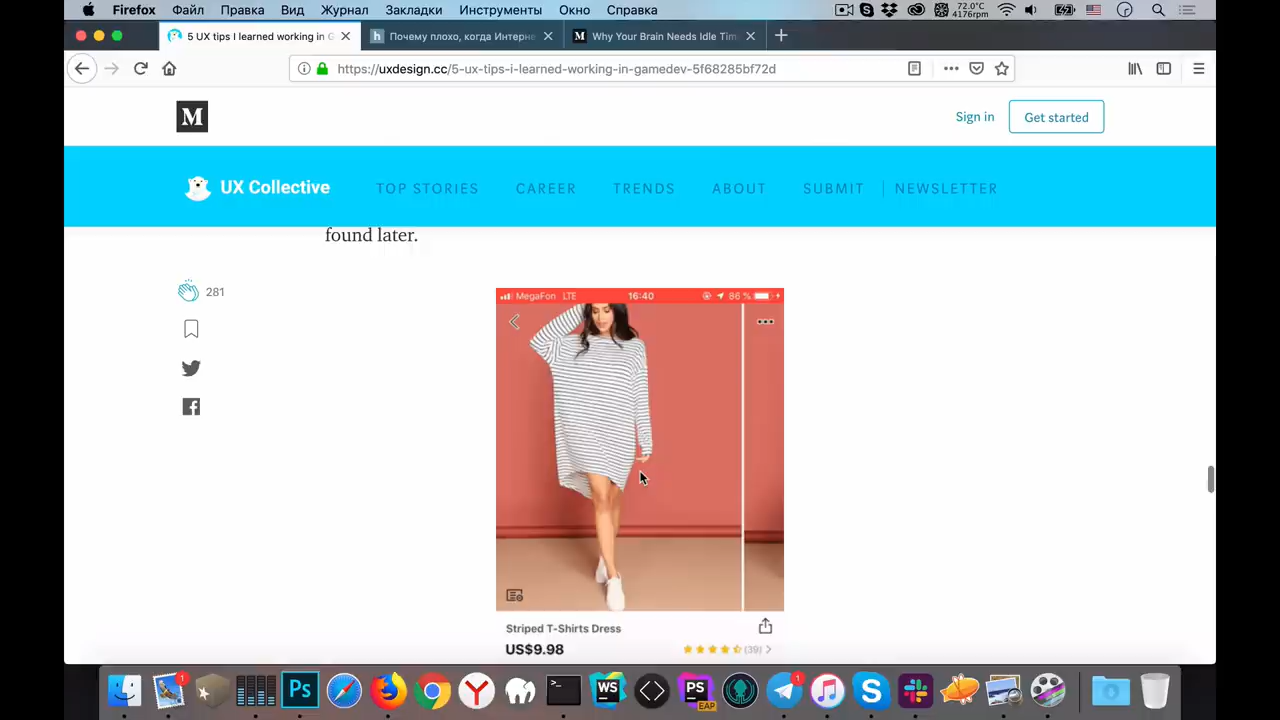 Firefox Файл Правка Вид Журнал Закладки Инструменты Окно Справка 72.0°C 4176rpm
5 UX tips I learned working in G Почему плохо, когда Интерне Why Your Brain Needs Idle Tim
https://uxdesign.cc/5-ux-tips-i-learned-working-in-gamedev-5f68285bf72d
M Sign in Get started
UX Collective TOP STORIES CAREER TRENDS ABOUT SUBMIT NEWSLETTER
found later.
281
MegaFon LTE 16:40 86 %
Striped T-Shirts Dress
US$9.98 (39)
1 Ps Y >_ WS PS EAP 1 S